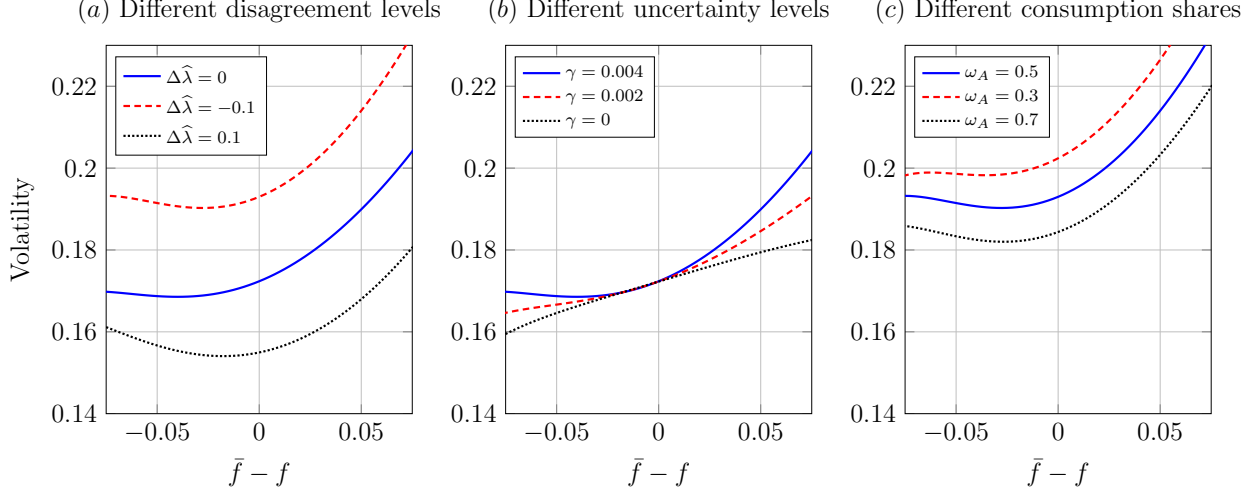 (a) Different disagreement levels
(b) Different uncertainty levels
(c) Different consumption shares
Volatility
0.22
0.2
0.18
0.16
0.14
Δλ̂ = 0
Δλ̂ = −0.1
Δλ̂ = 0.1
−0.05
0
0.05
f̄ − f
0.22
0.2
0.18
0.16
0.14
γ = 0.004
γ = 0.002
γ = 0
−0.05
0
0.05
f̄ − f
0.22
0.2
0.18
0.16
0.14
ω_A = 0.5
ω_A = 0.3
ω_A = 0.7
−0.05
0
0.05
f̄ − f